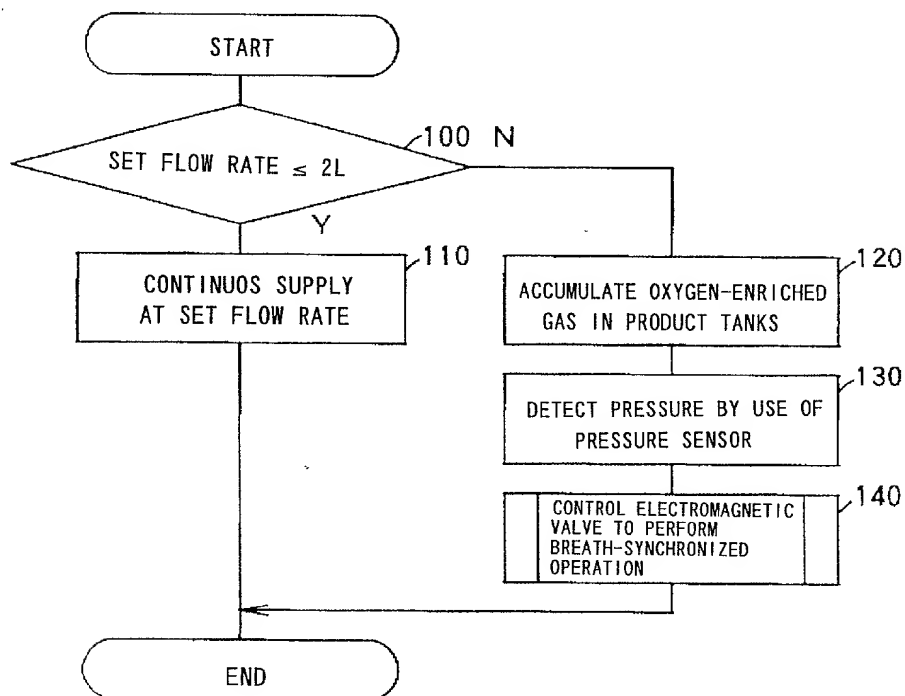 START
100 N
SET FLOW RATE ≤ 2L
Y
110
CONTINUOS SUPPLY
AT SET FLOW RATE
120
ACCUMULATE OXYGEN-ENRICHED
GAS IN PRODUCT TANKS
130
DETECT PRESSURE BY USE OF
PRESSURE SENSOR
140
CONTROL ELECTROMAGNETIC
VALVE TO PERFORM
BREATH-SYNCHRONIZED
OPERATION
END